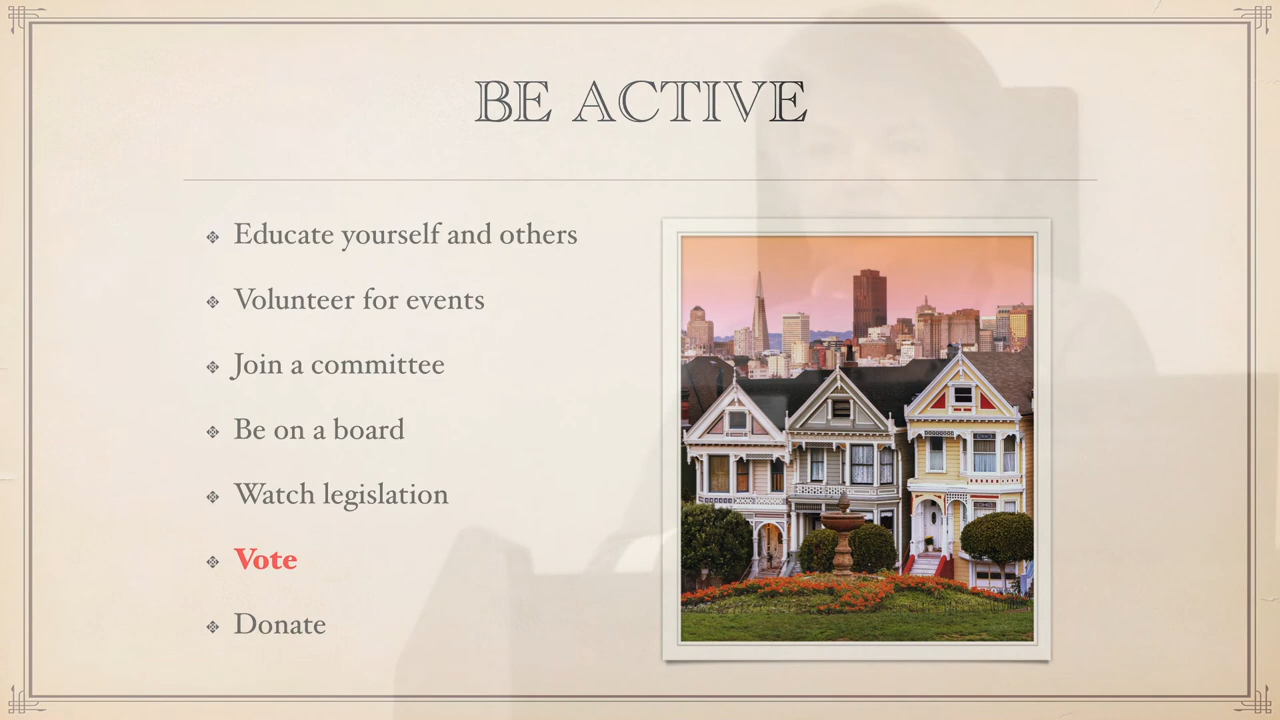 BE ACTIVE
Educate yourself and others
Volunteer for events
Join a committee
Be on a board
Watch legislation
Vote
Donate